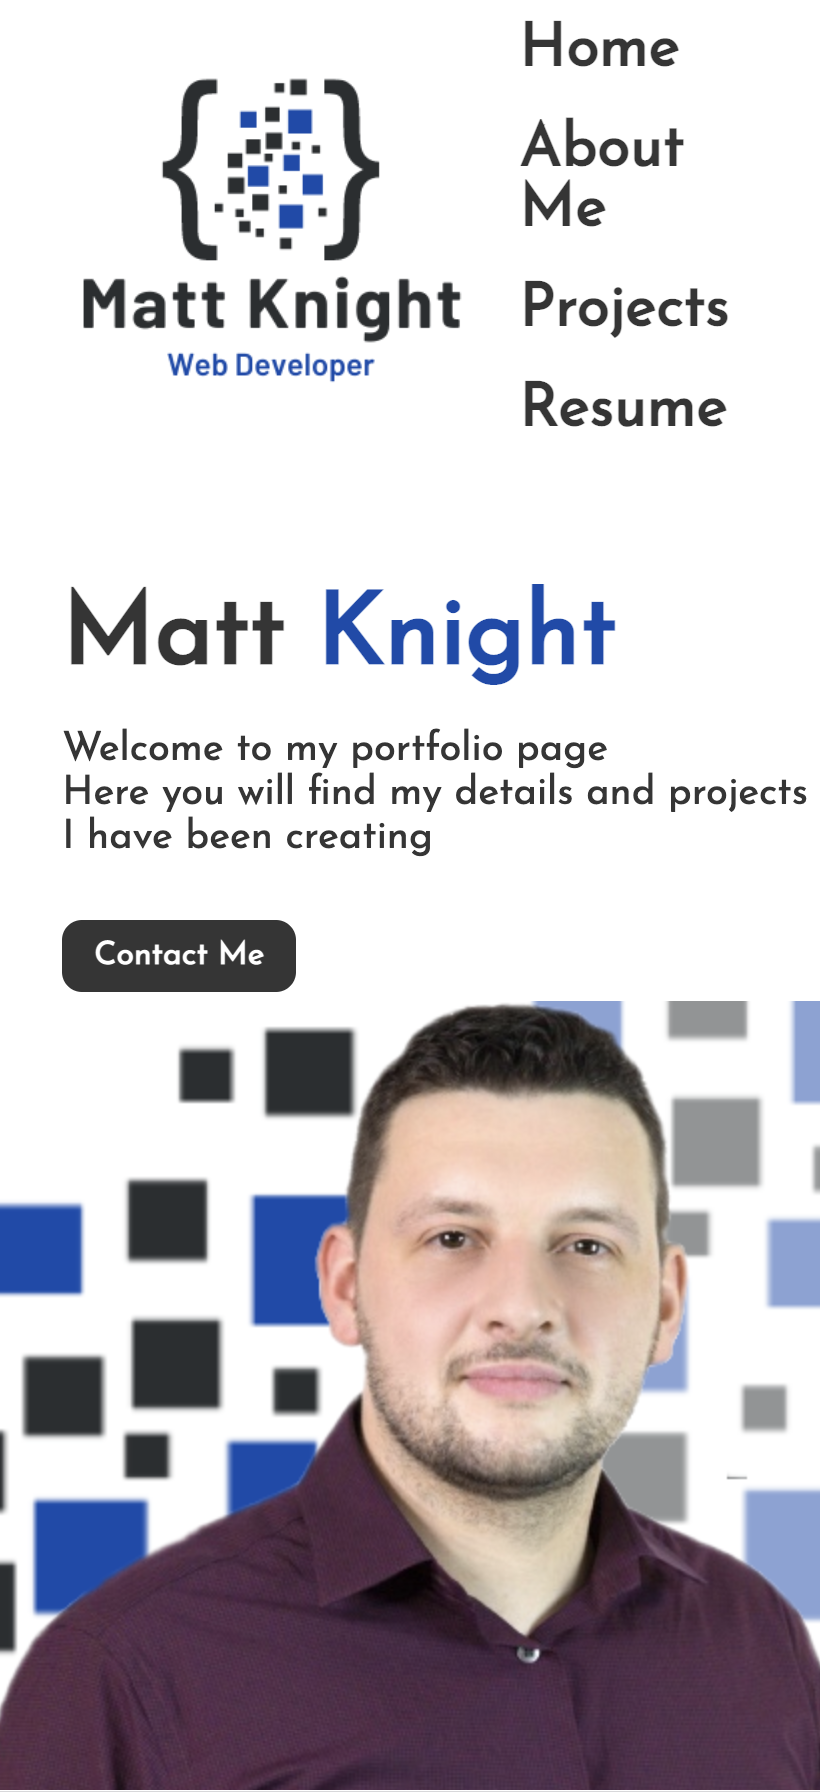 Matt Knight
Web Developer
Home
About
Me
Projects
Resume
Matt Knight
Welcome to my portfolio page
Here you will find my details and projects
I have been creating
Contact Me